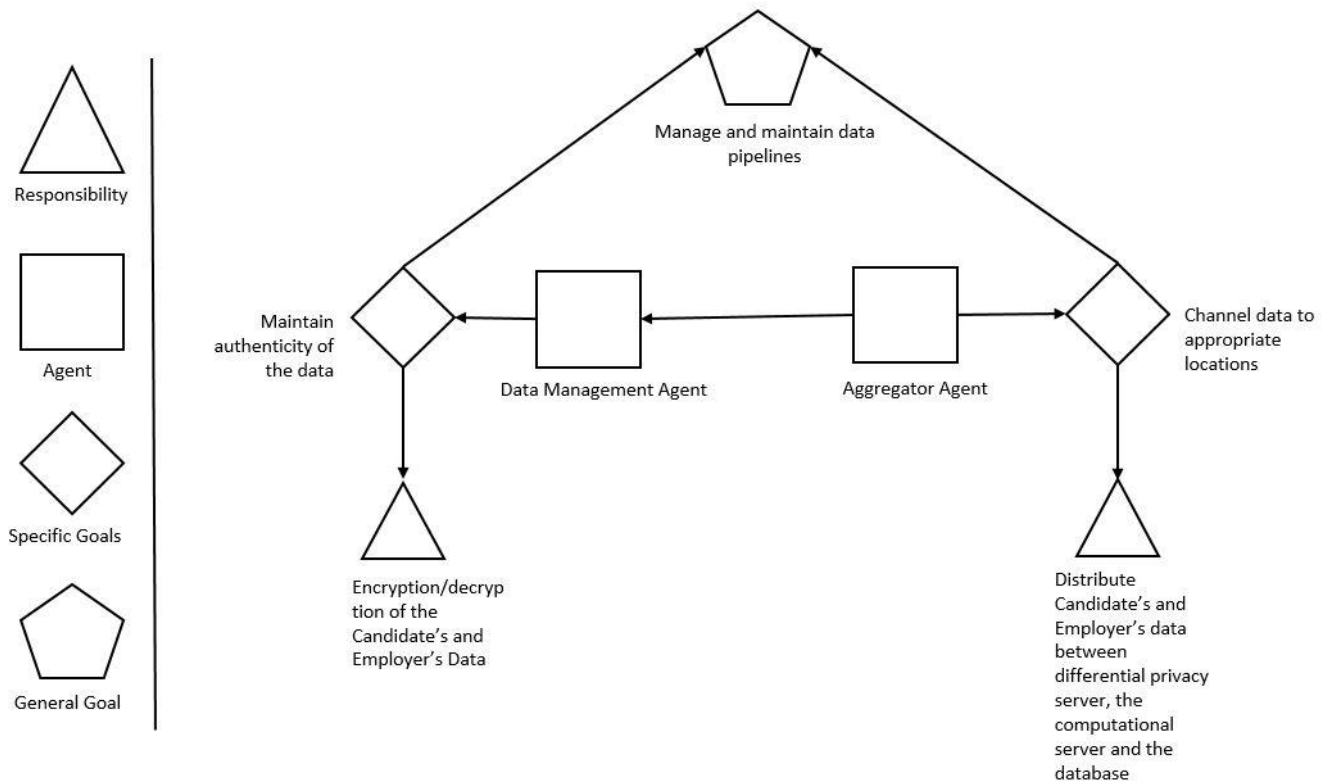 Responsibility
Agent
Specific Goals
General Goal
Manage and maintain data
pipelines
Maintain
authenticity of
the data
Data Management Agent
Aggregator Agent
Channel data to
appropriate
locations
Encryption/decryp
tion of the
Candidate’s and
Employer’s Data
Distribute
Candidate’s and
Employer’s data
between
differential privacy
server, the
computational
server and the
database